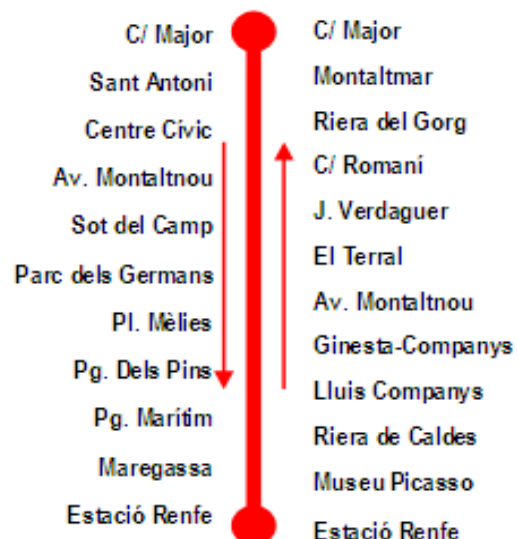 C/ Major
Sant Antoni
Centre Cívic
Av. Montaltnou
Sot del Camp
Parc dels Germans
Pl. Mèlies
Pg. Dels Pins
Pg. Marítim
Maregassa
Estació Renfe
C/ Major
Montaltmar
Riera del Gorg
C/ Romaní
J. Verdaguer
El Terral
Av. Montaltnou
Ginesta-Companys
Lluis Companys
Riera de Caldes
Museu Picasso
Estació Renfe